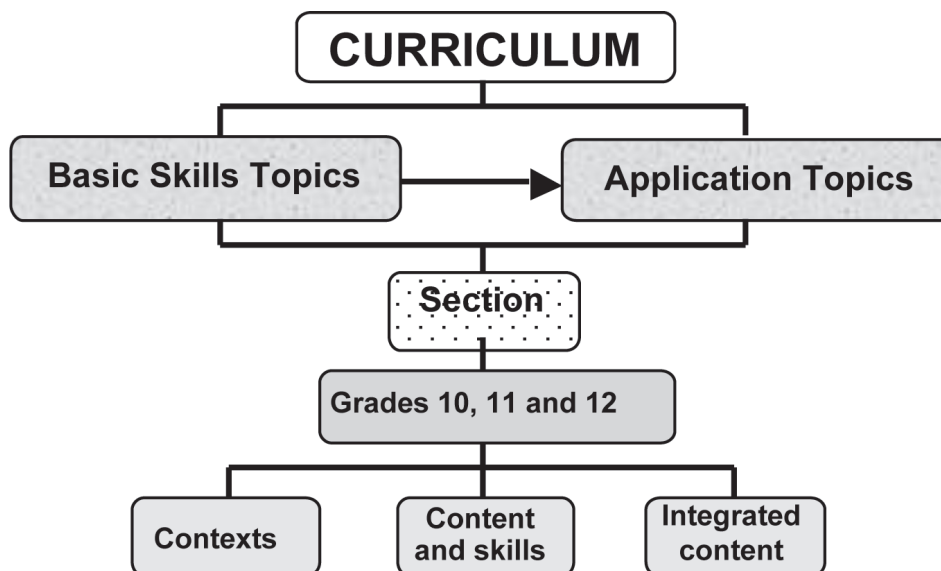 CURRICULUM
Basic Skills Topics
Application Topics
Section
Grades 10, 11 and 12
Contexts
Content
and skills
Integrated
content